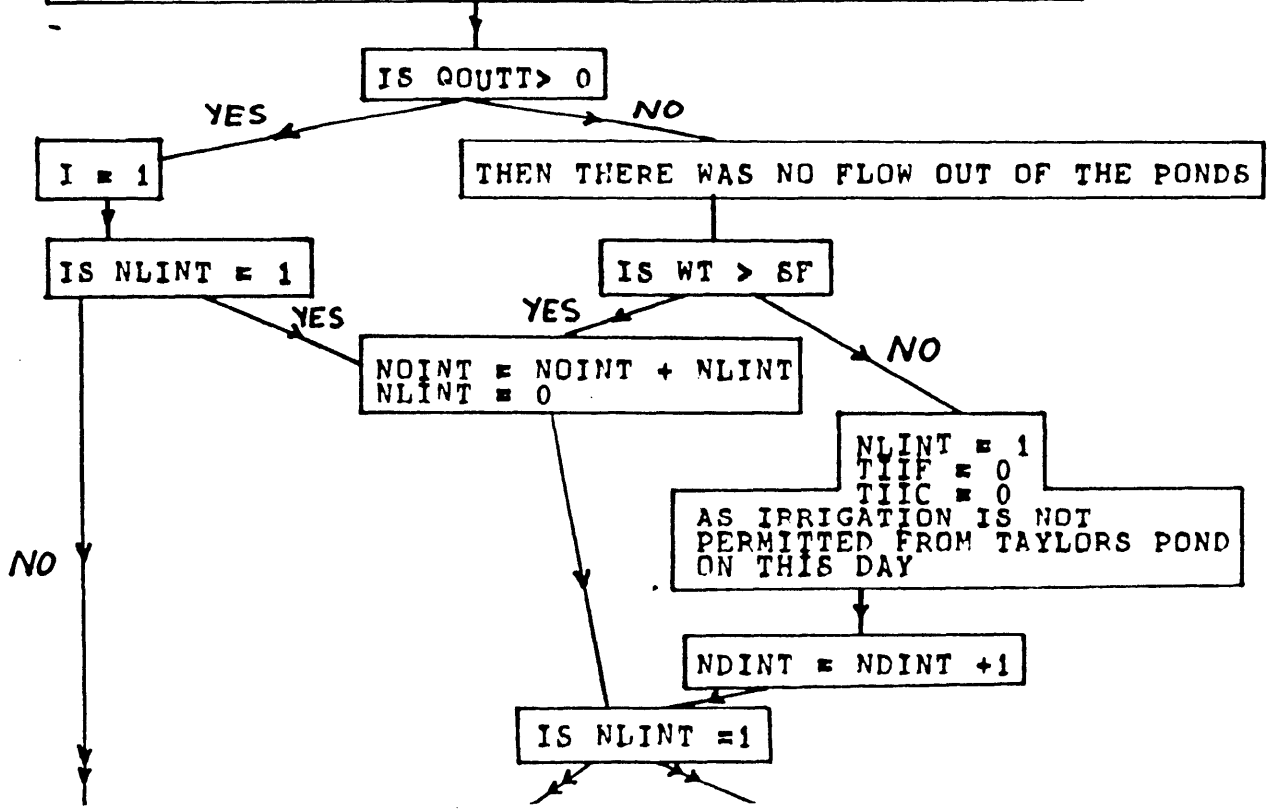 IS QOUTT> 0
YES
NO
I = 1
THEN THERE WAS NO FLOW OUT OF THE PONDS
IS NLINT = 1
IS WT > SF
YES
YES
NO
NOINT = NOINT + NLINT
NLINT = 0
NLINT = 1
TIIF = 0
TIIC = 0
AS IRRIGATION IS NOT
PERMITTED FROM TAYLORS POND
ON THIS DAY
NO
NDINT = NDINT +1
IS NLINT =1